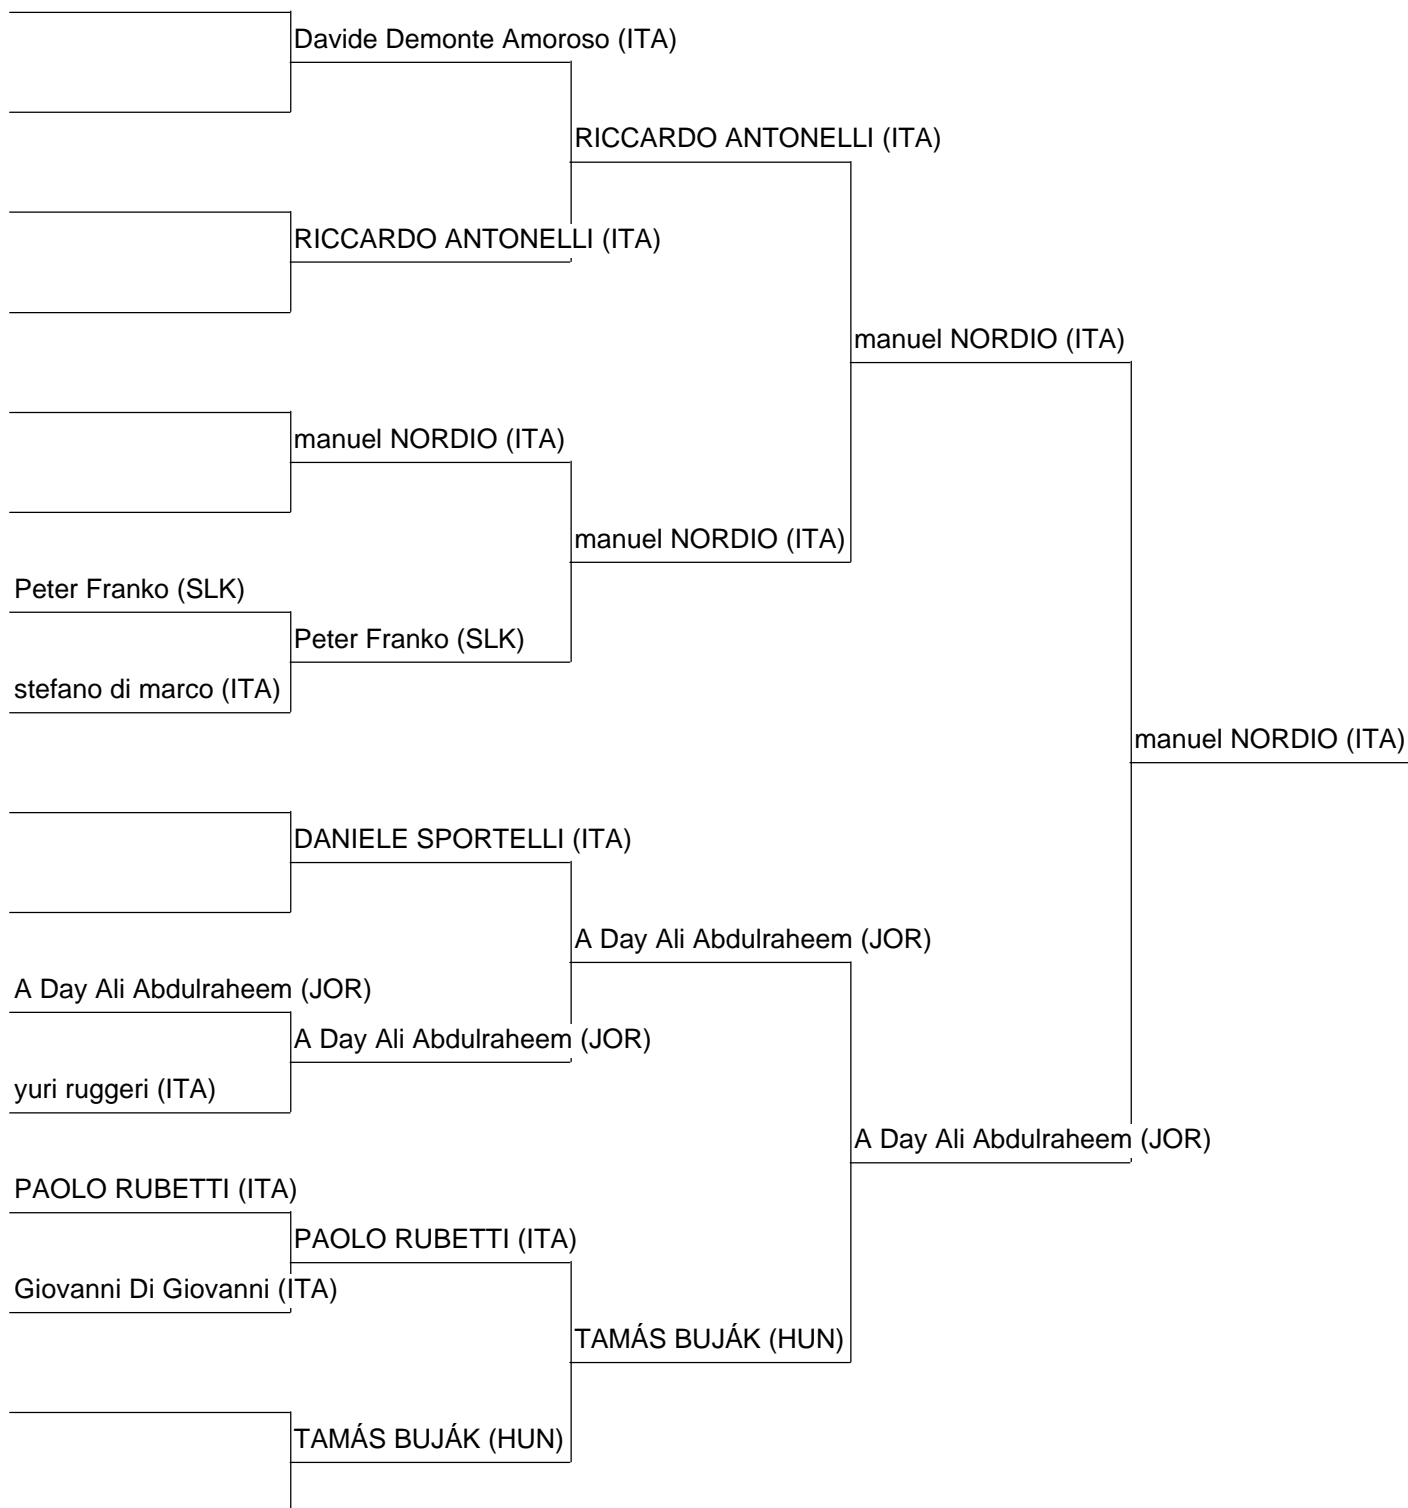 Davide Demonte Amoroso (ITA)
RICCARDO ANTONELLI (ITA)
RICCARDO ANTONELLI (ITA)
manuel NORDIO (ITA)
manuel NORDIO (ITA)
manuel NORDIO (ITA)
Peter Franko (SLK)
Peter Franko (SLK)
stefano di marco (ITA)
manuel NORDIO (ITA)
DANIELE SPORTELLI (ITA)
A Day Ali Abdulraheem (JOR)
A Day Ali Abdulraheem (JOR)
A Day Ali Abdulraheem (JOR)
yuri ruggeri (ITA)
A Day Ali Abdulraheem (JOR)
PAOLO RUBETTI (ITA)
PAOLO RUBETTI (ITA)
Giovanni Di Giovanni (ITA)
TAMÁS BUJÁK (HUN)
TAMÁS BUJÁK (HUN)